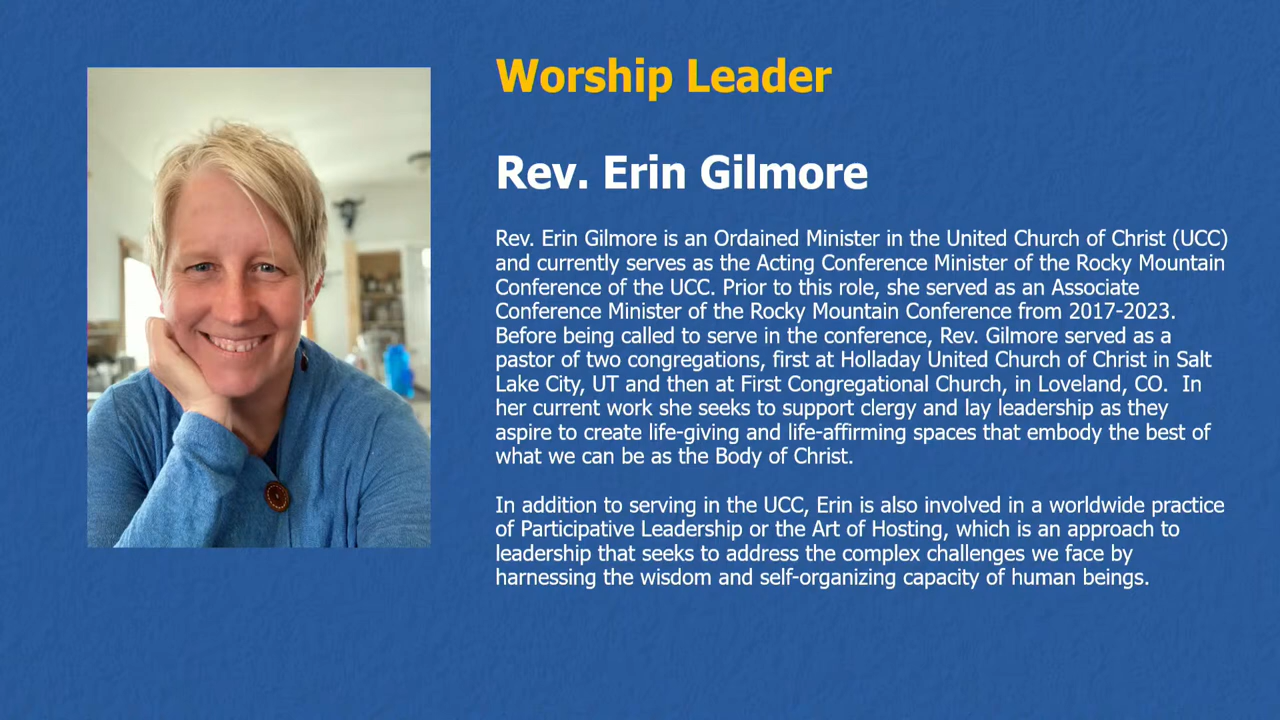 Worship Leader
Rev. Erin Gilmore
Rev. Erin Gilmore is an Ordained Minister in the United Church of Christ (UCC)
and currently serves as the Acting Conference Minister of the Rocky Mountain
Conference of the UCC. Prior to this role, she served as an Associate
Conference Minister of the Rocky Mountain Conference from 2017-2023.
Before being called to serve in the conference, Rev. Gilmore served as a
pastor of two congregations, first at Holladay United Church of Christ in Salt
Lake City, UT and then at First Congregational Church, in Loveland, CO.  In
her current work she seeks to support clergy and lay leadership as they
aspire to create life-giving and life-affirming spaces that embody the best of
what we can be as the Body of Christ.
In addition to serving in the UCC, Erin is also involved in a worldwide practice
of Participative Leadership or the Art of Hosting, which is an approach to
leadership that seeks to address the complex challenges we face by
harnessing the wisdom and self-organizing capacity of human beings.